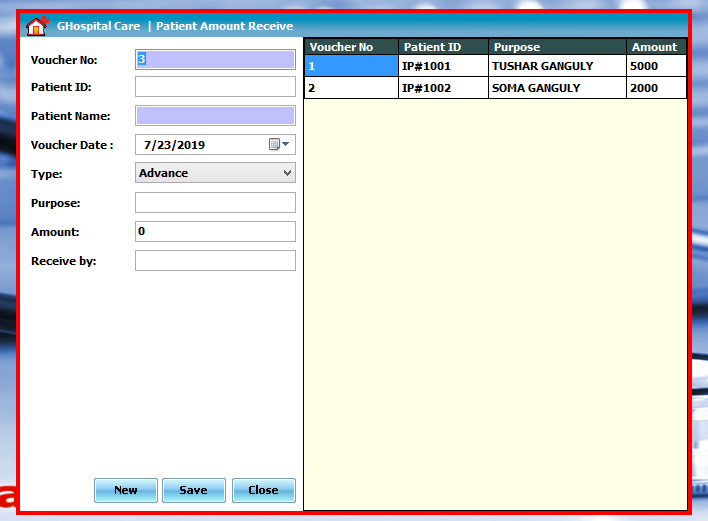 GHospital Care | Patient Amount Receive
Voucher No: 3
Patient ID:
Patient Name:
Voucher Date : 7/23/2019
Type: Advance
Purpose:
Amount: 0
Receive by:
New Save Close
Voucher No Patient ID Purpose Amount
1 IP#1001 TUSHAR GANGULY 5000
2 IP#1002 SOMA GANGULY 2000
a